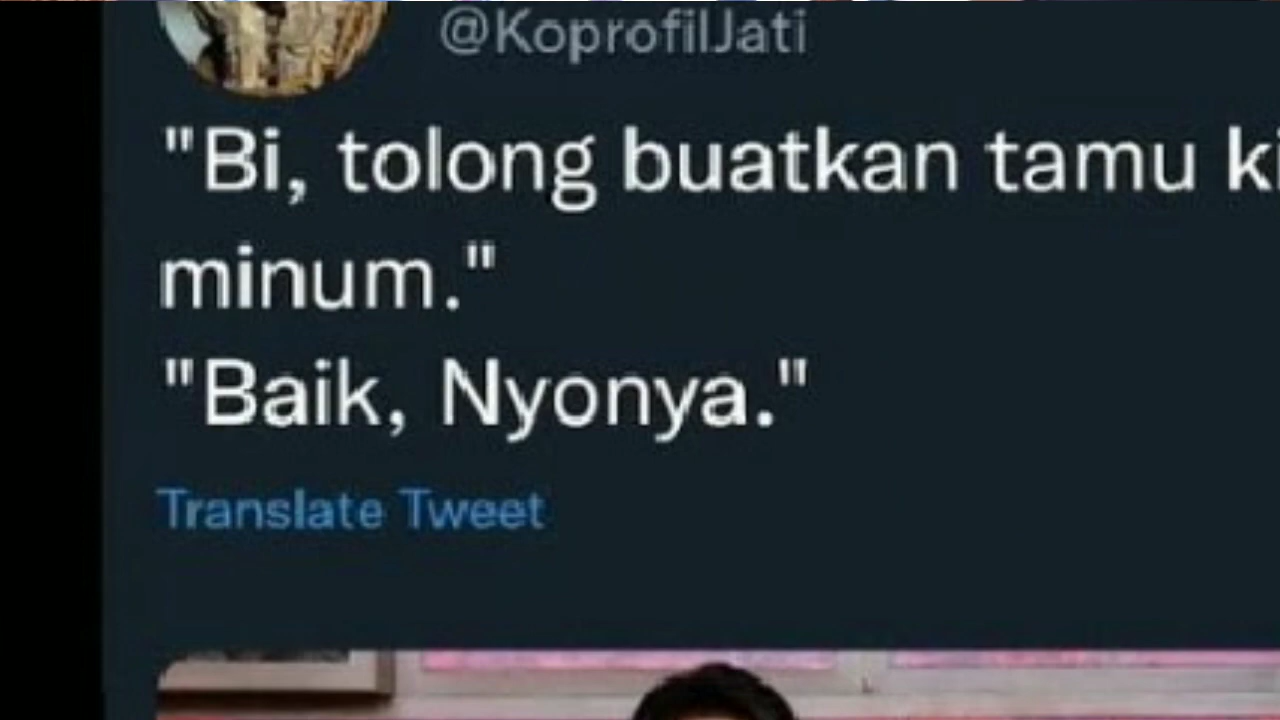 @KoprofilJati
"Bi, tolong buatkan tamu
minum."
"Baik, Nyonya."
Translate Tweet